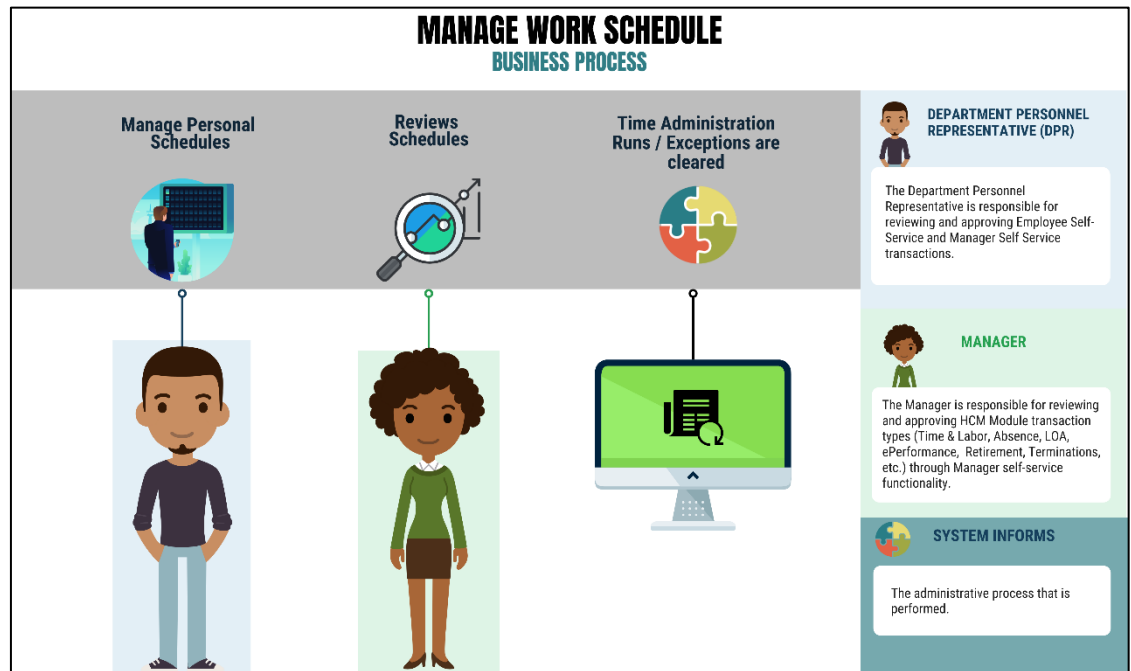 MANAGE WORK SCHEDULE
BUSINESS PROCESS
Manage Personal
Schedules
Reviews
Schedules
Time Administration
Runs / Exceptions are
cleared
DEPARTMENT PERSONNEL
REPRESENTATIVE (DPR)
The Department Personnel
Representative is responsible for
reviewing and approving Employee Self-
Service and Manager Self Service
transactions.
MANAGER
The Manager is responsible for reviewing
and approving HCM Module transaction
types (Time & Labor, Absence, LOA,
ePerformance, Retirement, Terminations,
etc.) through Manager self-service
functionality.
SYSTEM INFORMS
The administrative process that is
performed.